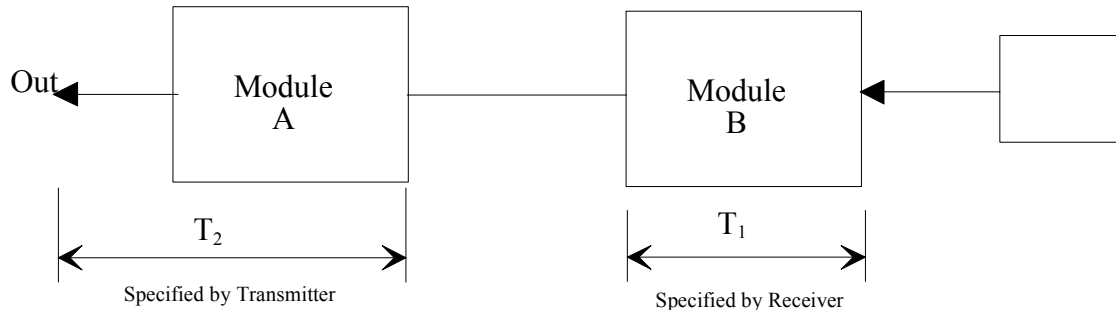 Out
Module
A
Module
B
T₂
T₁
Specified by Transmitter
Specified by Receiver